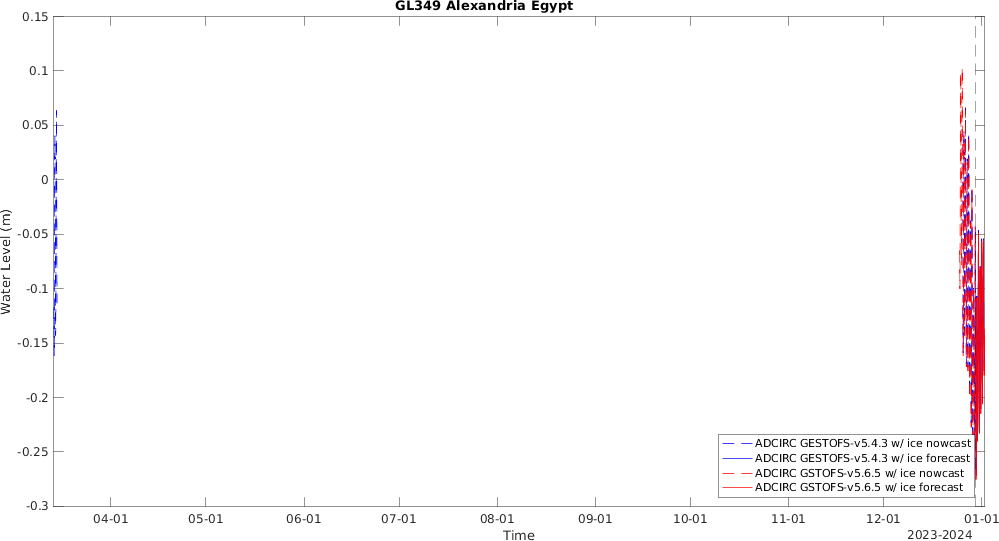 GL349 Alexandria Egypt
0.15
0.1
0.05
0
-0.05
-0.1
-0.15
-0.2
-0.25
-0.3
Water Level (m)
ADCIRC GESTOFS-v5.4.3 w/ ice nowcast
ADCIRC GESTOFS-v5.4.3 w/ ice forecast
ADCIRC GSTOFS-v5.6.5 w/ ice nowcast
ADCIRC GSTOFS-v5.6.5 w/ ice forecast
04-01 05-01 06-01 07-01 08-01 09-01 10-01 11-01 12-01 01-01
Time
2023-2024